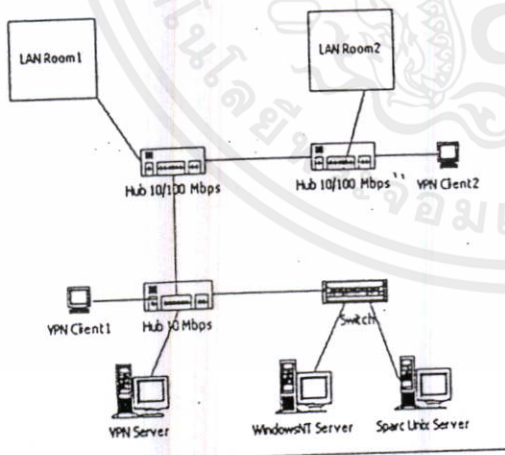 LAN Room1
LAN Room2
Hub 10/100 Mbps
Hub 10/100 Mbps
VPN Client2
VPN Client1
Hub 10 Mbps
Switch
VPN Server
WindowsNT Server
Sparc Unix Server